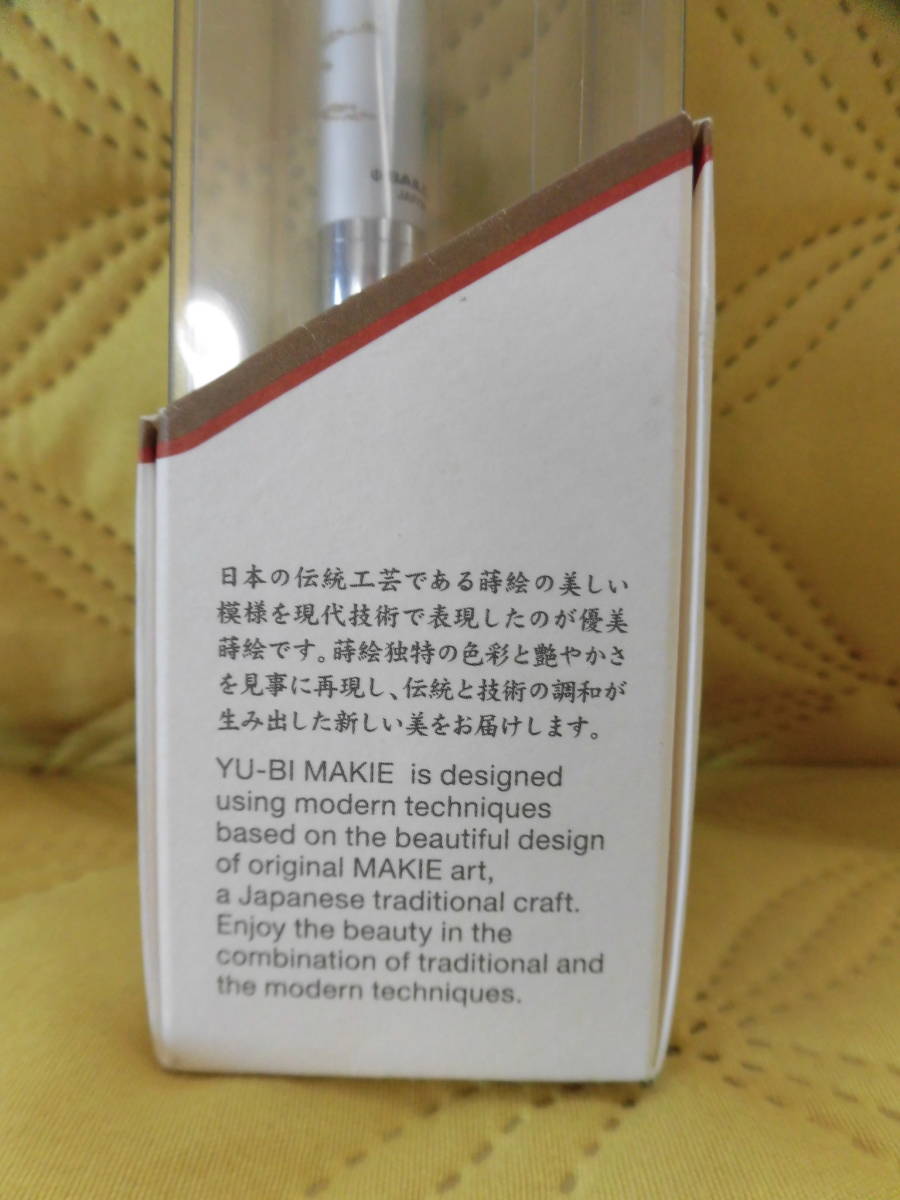 日本の伝統工芸である蒔絵の美しい
模様を現代技術で表現したのが優美
蒔絵です。蒔絵独特の色彩と艶やかさ
を見事に再現し、伝統と技術の調和が
生み出した新しい美をお届けします。
YU-BI MAKIE is designed
using modern techniques
based on the beautiful design
of original MAKIE art,
a Japanese traditional craft.
Enjoy the beauty in the
combination of traditional and
the modern techniques.